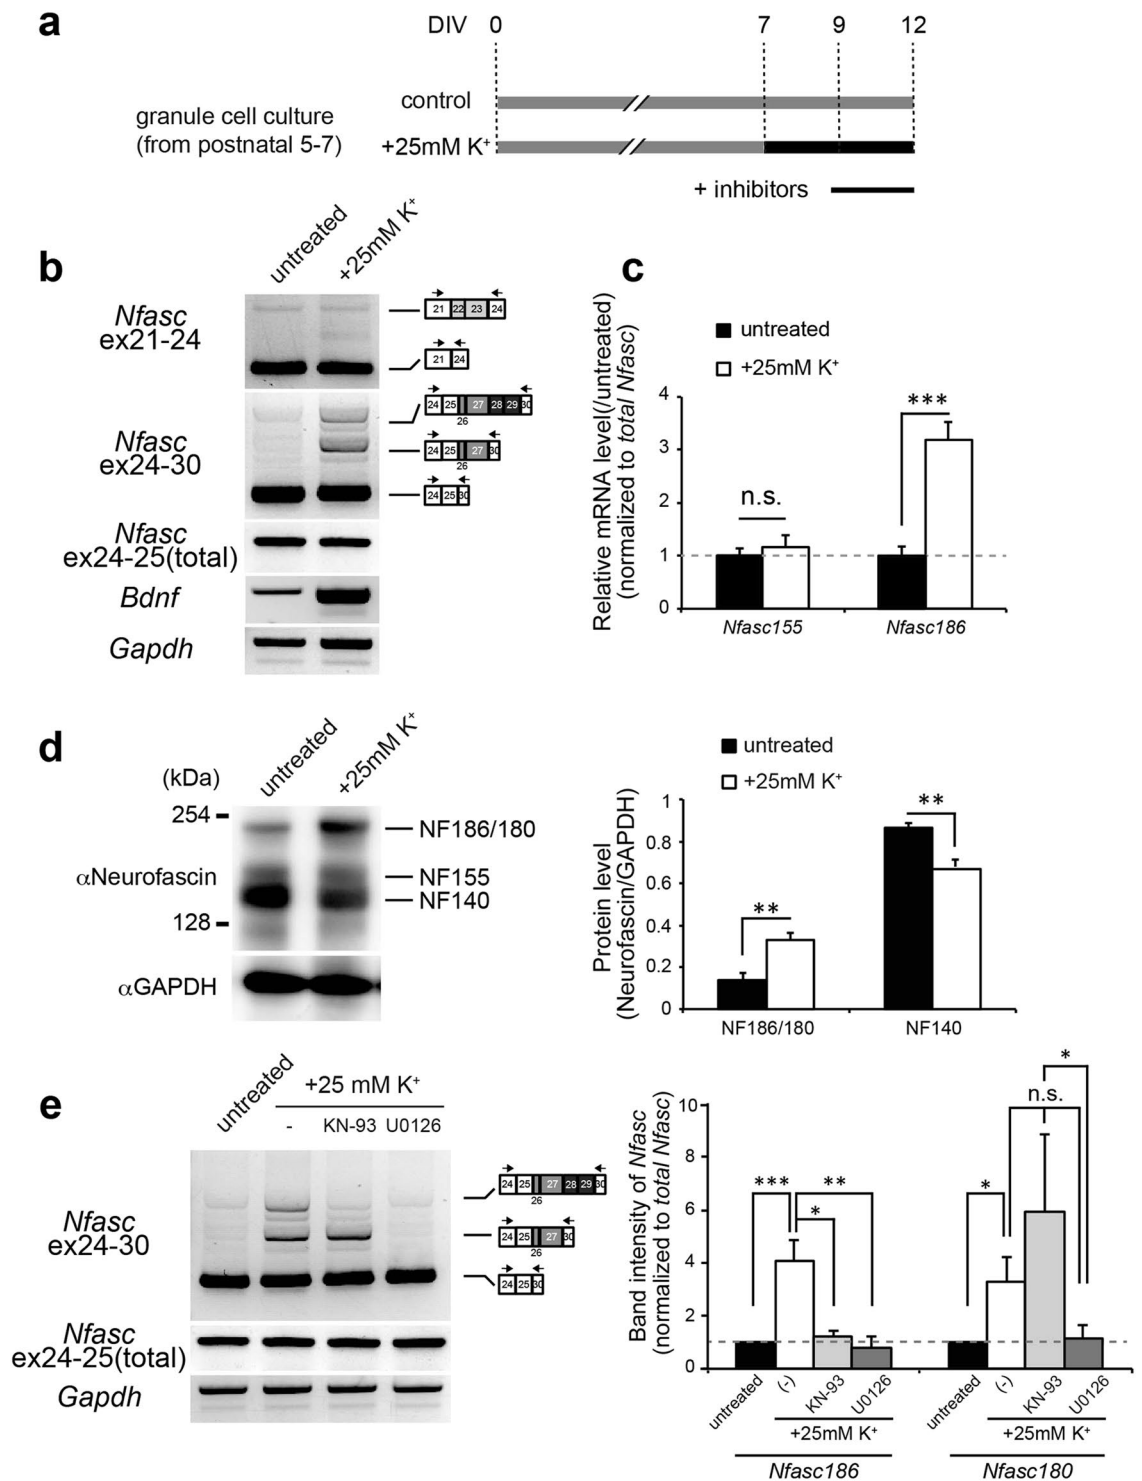 a
DIV 0 7 9 12
control
granule cell culture
(from postnatal 5-7)
+25mM K⁺
+ inhibitors
b
untreated
+25mM K⁺
Nfasc
ex21-24
21 22 23 24
21 24
Nfasc
ex24-30
24 25 27 28 29 30
26
24 25 27 30
26
24 25 30
Nfasc
ex24-25(total)
Bdnf
Gapdh
c
untreated
+25mM K⁺
Relative mRNA level(/untreated)
(normalized to total Nfasc)
4
3
2
1
0
n.s.
***
Nfasc155 Nfasc186
d
untreated
+25mM K⁺
(kDa)
254
128
αNeurofascin
NF186/180
NF155
NF140
αGAPDH
untreated
+25mM K⁺
Protein level
(Neurofascin/GAPDH)
1
0.8
0.6
0.4
0.2
0
**
**
NF186/180 NF140
e
untreated
+25 mM K⁺
- KN-93 U0126
Nfasc
ex24-30
24 25 27 28 29 30
26
24 25 27 30
26
24 25 30
Nfasc
ex24-25(total)
Gapdh
Band intensity of Nfasc
(normalized to total Nfasc)
10
8
6
4
2
0
*** * **
* n.s. *
untreated (-) KN-93 U0126 untreated (-) KN-93 U0126
+25mM K⁺ +25mM K⁺
Nfasc186 Nfasc180